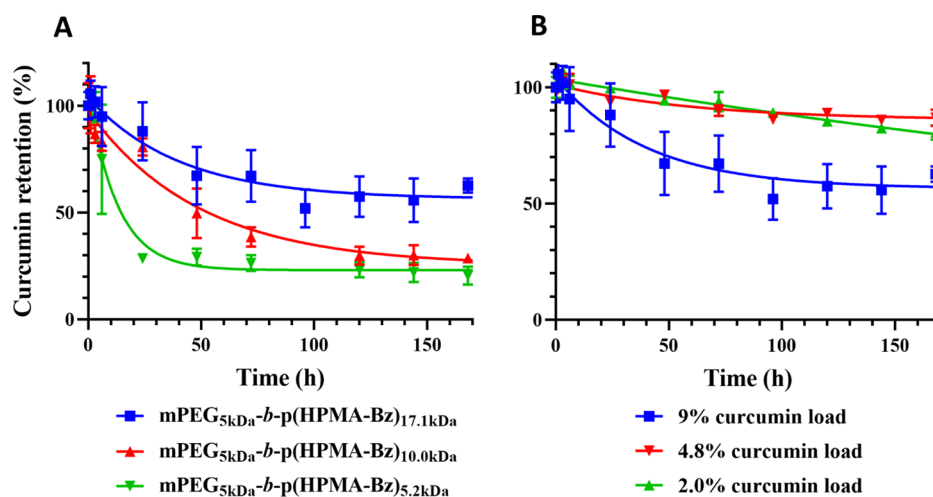 A
B
Curcumin retention (%)
100
50
0
0
50
100
150
Time (h)
100
50
0
0
50
100
150
Time (h)
mPEG5kDa-b-p(HPMA-Bz)17.1kDa
mPEG5kDa-b-p(HPMA-Bz)10.0kDa
mPEG5kDa-b-p(HPMA-Bz)5.2kDa
9% curcumin load
4.8% curcumin load
2.0% curcumin load